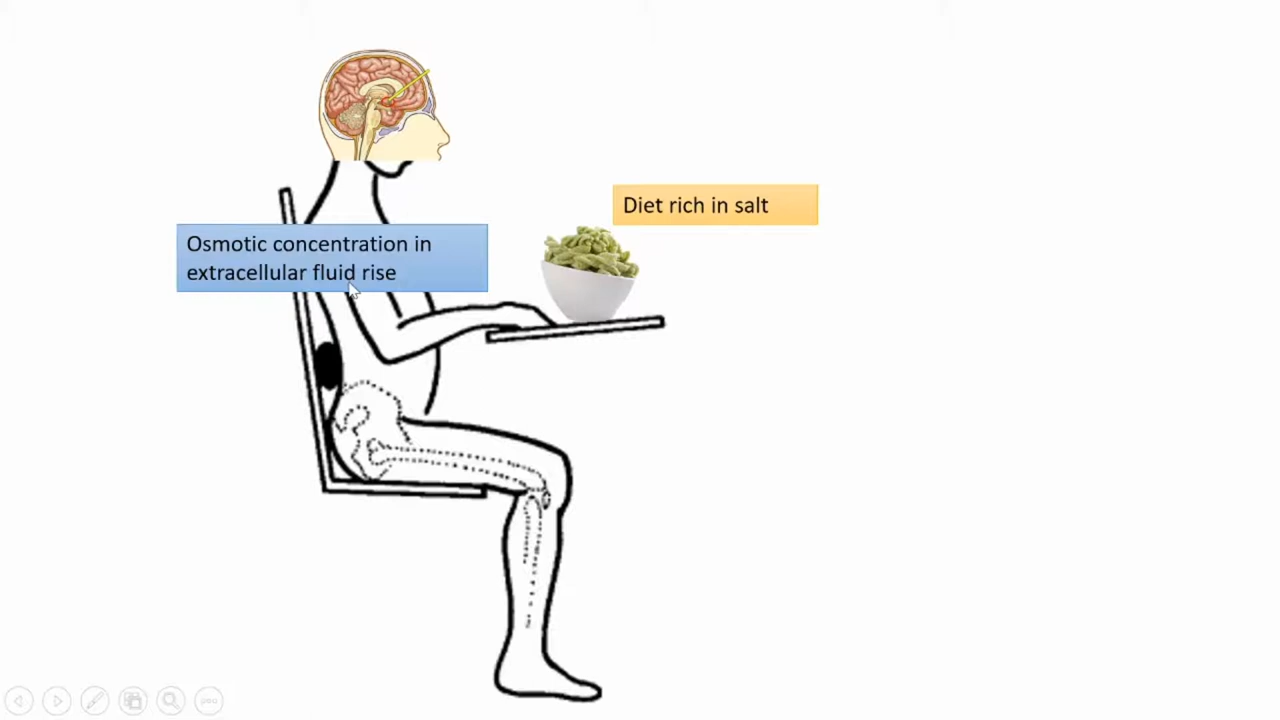 Diet rich in salt
Osmotic concentration in
extracellular fluid rise